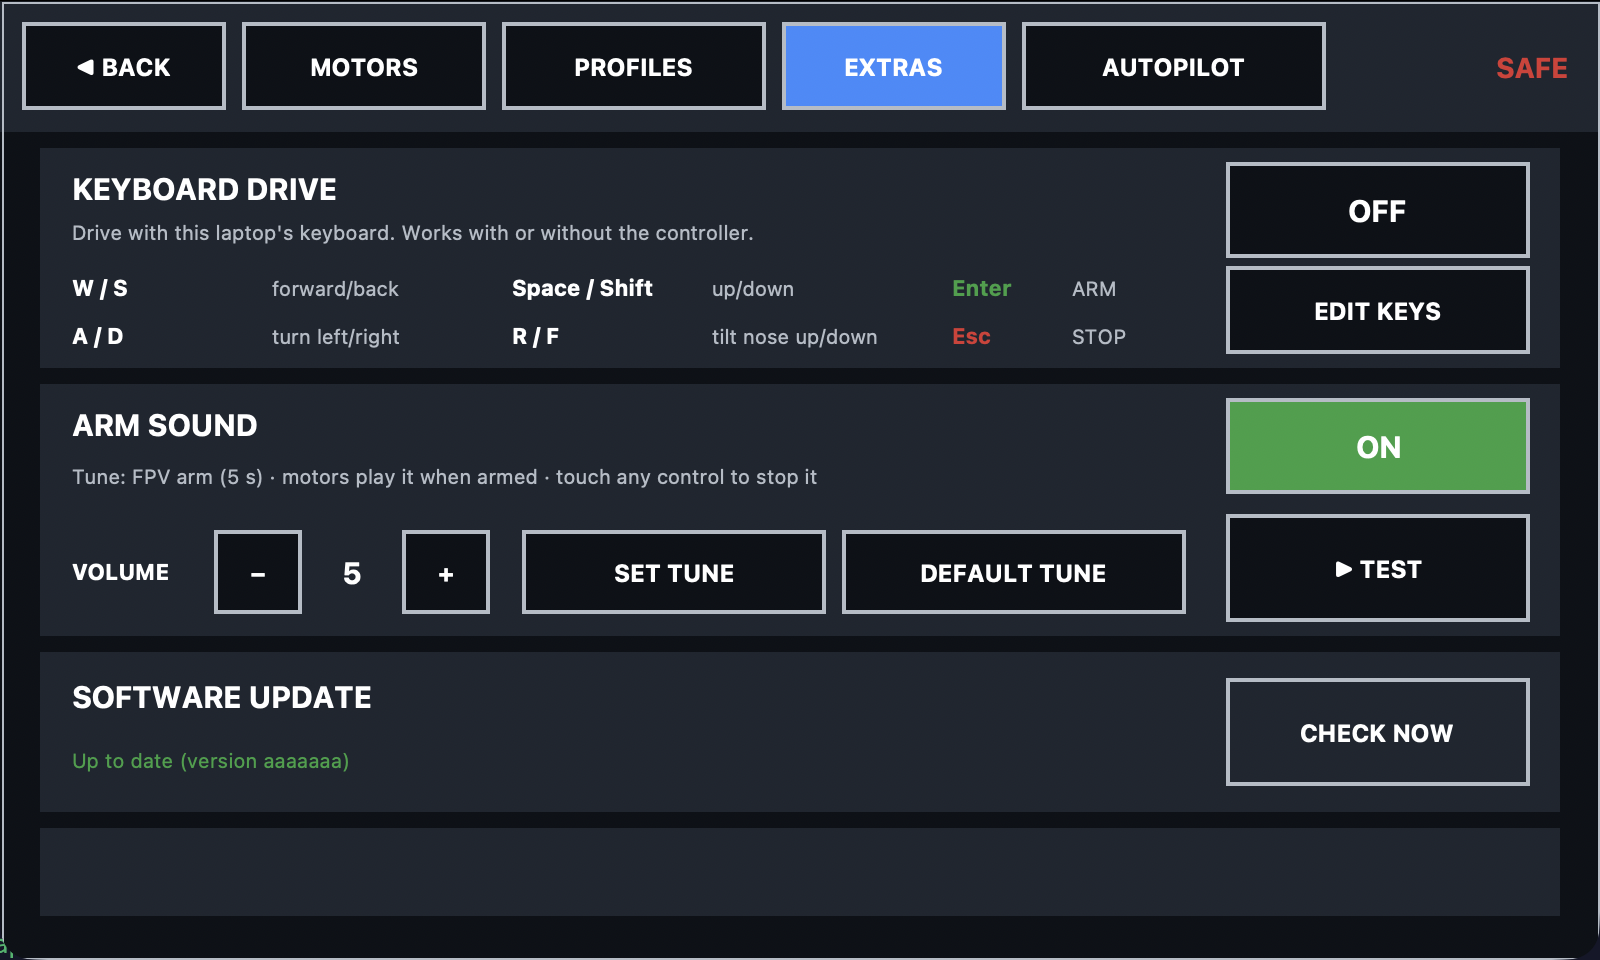 ◀ BACK MOTORS PROFILES EXTRAS AUTOPILOT SAFE
KEYBOARD DRIVE
OFF
Drive with this laptop's keyboard. Works with or without the controller.
W / S forward/back Space / Shift up/down Enter ARM
EDIT KEYS
A / D turn left/right R / F tilt nose up/down Esc STOP
ARM SOUND
ON
Tune: FPV arm (5 s) · motors play it when armed · touch any control to stop it
VOLUME − 5 + SET TUNE DEFAULT TUNE ▶ TEST
SOFTWARE UPDATE
CHECK NOW
Up to date (version aaaaaaa)